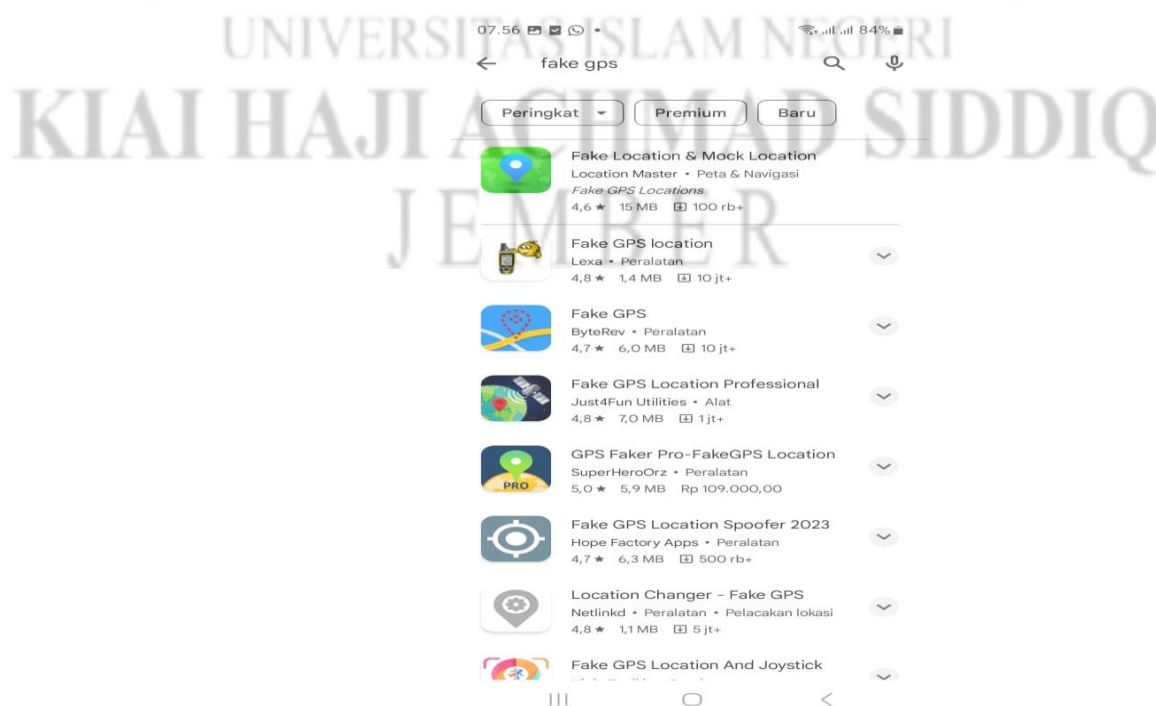 UNIVERSITAS ISLAM NEGERI
KIAI HAJI ACHMAD SIDDIQ
JEMBER
07.56 84%
fake gps
Peringkat Premium Baru
Fake Location & Mock Location
Location Master • Peta & Navigasi
Fake GPS Locations
4,6 ★ 15 MB 100 rb+
Fake GPS location
Lexa • Peralatan
4,8 ★ 1,4 MB 10 jt+
Fake GPS
ByteRev • Peralatan
4,7 ★ 6,0 MB 10 jt+
Fake GPS Location Professional
Just4Fun Utilities • Alat
4,8 ★ 7,0 MB 1 jt+
GPS Faker Pro-FakeGPS Location
SuperHeroOrz • Peralatan
5,0 ★ 5,9 MB Rp 109.000,00
PRO
Fake GPS Location Spoofer 2023
Hope Factory Apps • Peralatan
4,7 ★ 6,3 MB 500 rb+
Location Changer - Fake GPS
Netlinkd • Peralatan • Pelacakan lokasi
4,8 ★ 1,1 MB 5 jt+
Fake GPS Location And Joystick